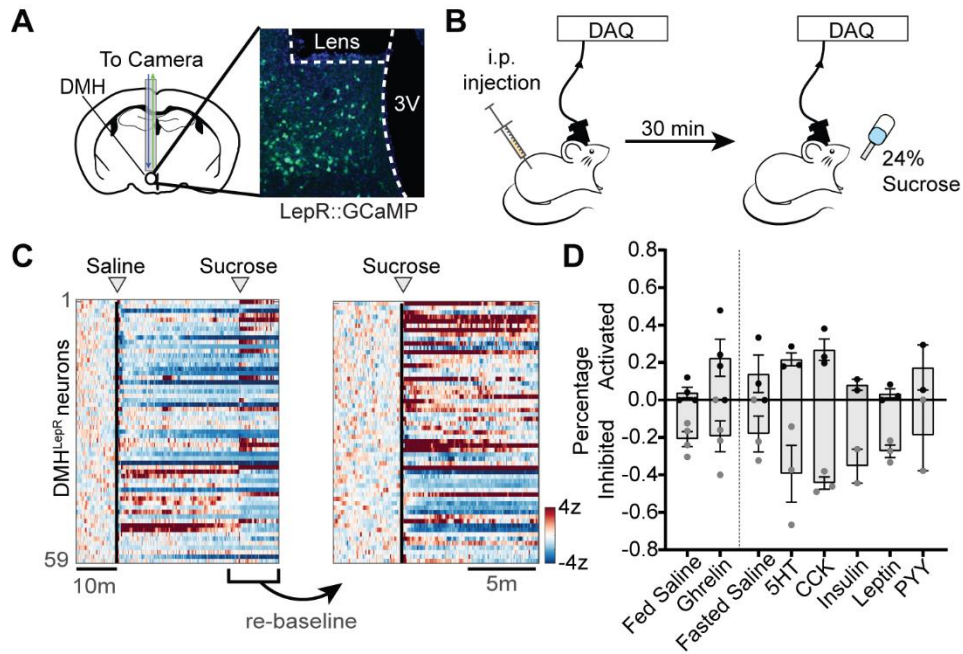 A
To Camera
DMH
Lens
3V
LepR::GCaMP
B
DAQ
i.p.
injection
30 min
DAQ
24%
Sucrose
C
Saline
Sucrose
1
DMHLepR neurons
59
10m
Sucrose
4z
-4z
5m
re-baseline
D
Percentage
Activated
Inhibited
0.8
0.6
0.4
0.2
0.0
-0.2
-0.4
-0.6
-0.8
Fed Saline
Ghrelin
Fasted Saline
5HT
CCK
Insulin
Leptin
PYY